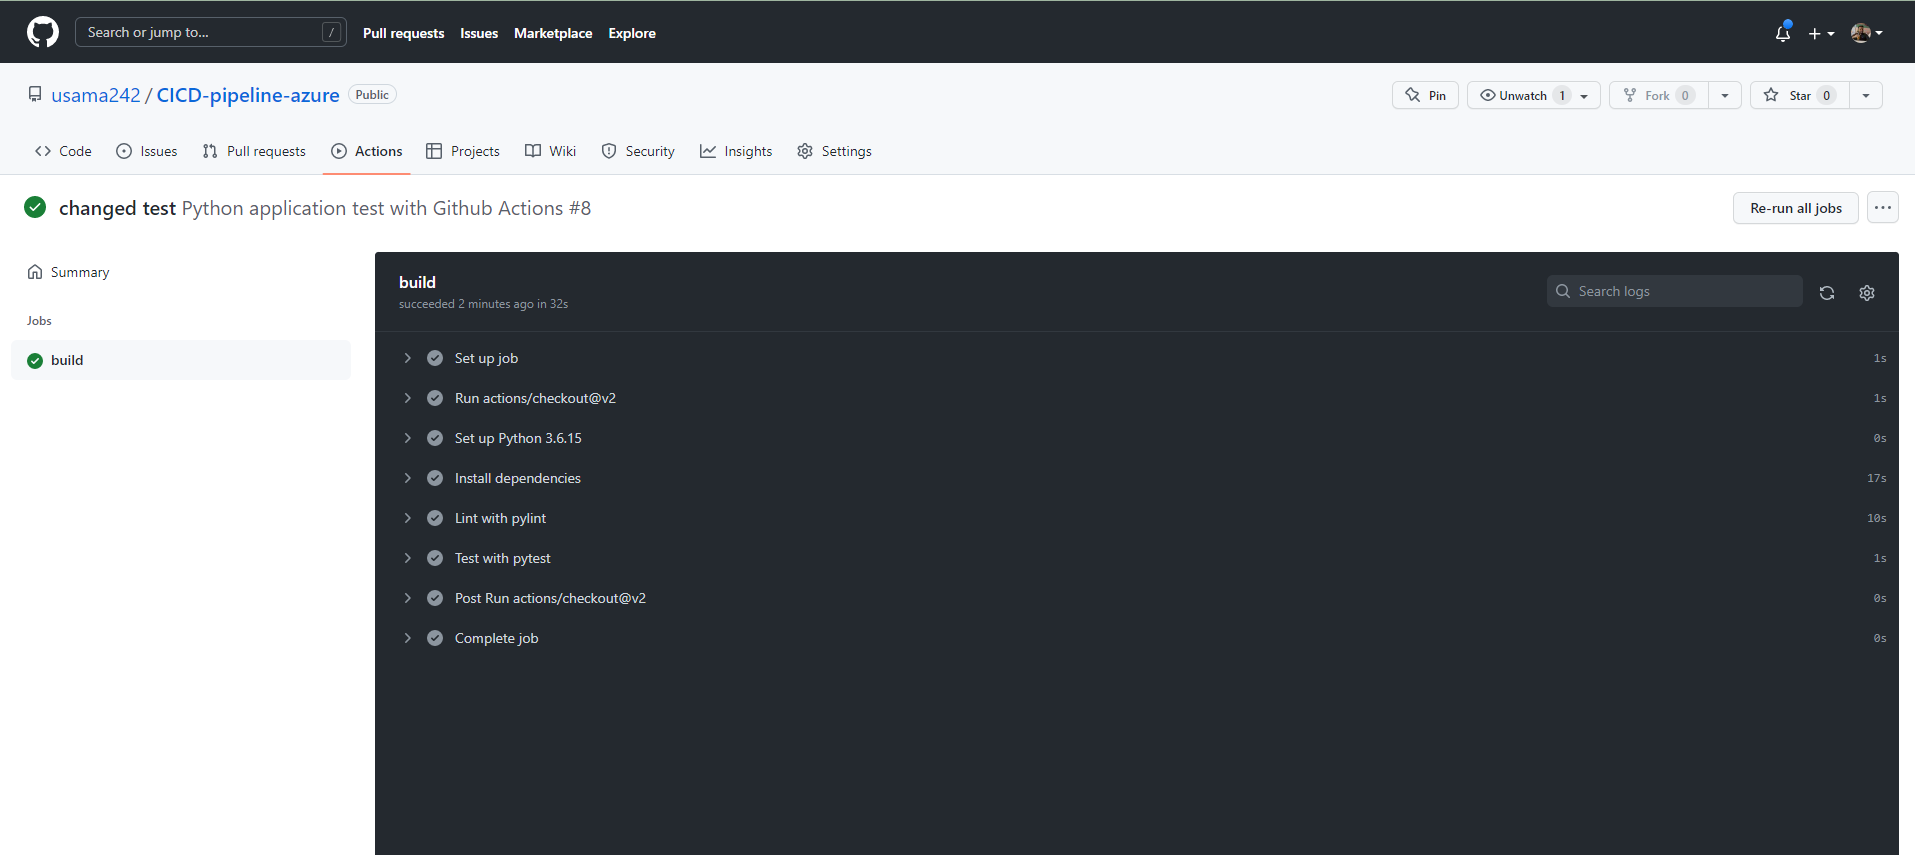 Search or jump to... /
Pull requests Issues Marketplace Explore
usama242 / CICD-pipeline-azure Public
Pin Unwatch 1 Fork 0 Star 0
Code Issues Pull requests Actions Projects Wiki Security Insights Settings
changed test Python application test with Github Actions #8
Re-run all jobs
Summary
Jobs
build
build
succeeded 2 minutes ago in 32s
Search logs
Set up job 1s
Run actions/checkout@v2 1s
Set up Python 3.6.15 0s
Install dependencies 17s
Lint with pylint 10s
Test with pytest 1s
Post Run actions/checkout@v2 0s
Complete job 0s